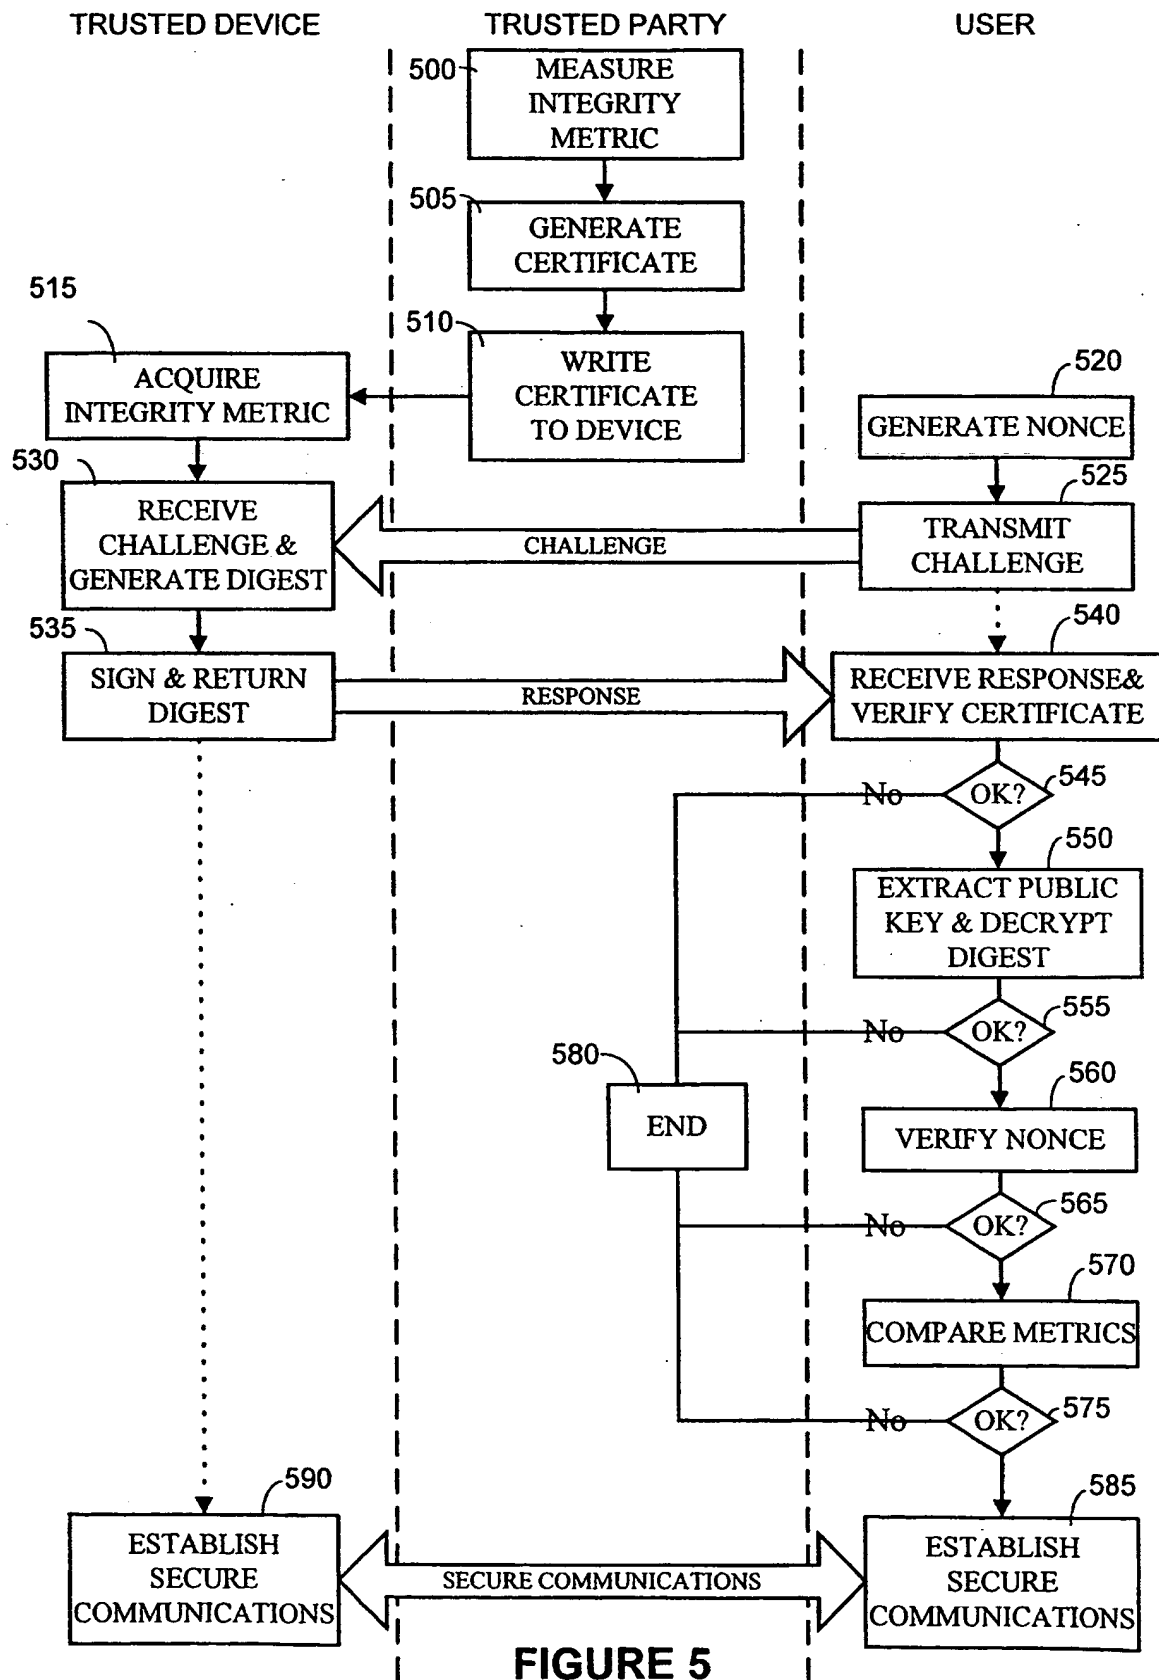 TRUSTED DEVICE
TRUSTED PARTY
USER
500
MEASURE
INTEGRITY
METRIC
505
GENERATE
CERTIFICATE
510
WRITE
CERTIFICATE
TO DEVICE
515
ACQUIRE
INTEGRITY METRIC
520
GENERATE NONCE
525
TRANSMIT
CHALLENGE
CHALLENGE
530
RECEIVE
CHALLENGE &
GENERATE DIGEST
535
SIGN & RETURN
DIGEST
RESPONSE
540
RECEIVE RESPONSE&
VERIFY CERTIFICATE
545
OK?
No
550
EXTRACT PUBLIC
KEY & DECRYPT
DIGEST
555
OK?
No
580
END
560
VERIFY NONCE
565
OK?
No
570
COMPARE METRICS
575
OK?
No
590
ESTABLISH
SECURE
COMMUNICATIONS
SECURE COMMUNICATIONS
585
ESTABLISH
SECURE
COMMUNICATIONS
FIGURE 5